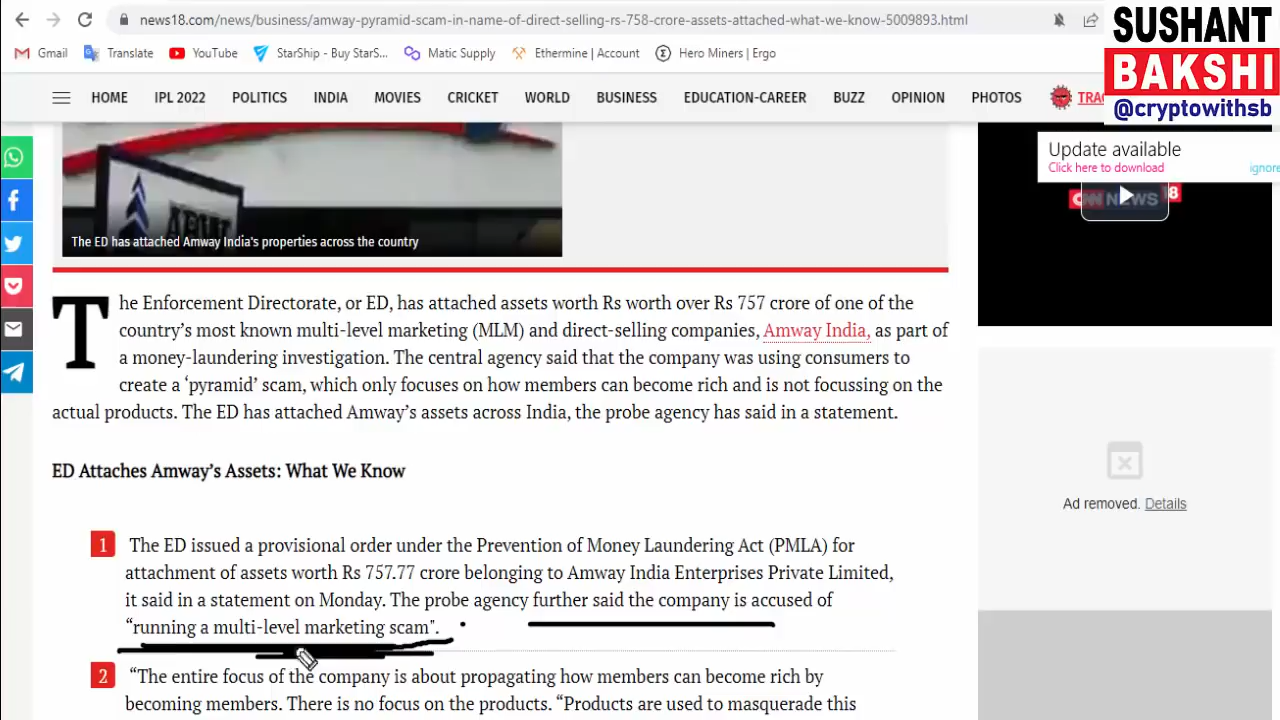 news18.com/news/business/amway-pyramid-scam-in-name-of-direct-selling-rs-758-crore-assets-attached-what-we-know-5009893.html
SUSHANT
BAKSHI
@cryptowithsb
Gmail Translate YouTube StarShip - Buy StarS... Matic Supply Ethermine | Account Hero Miners | Ergo
HOME IPL 2022 POLITICS INDIA MOVIES CRICKET WORLD BUSINESS EDUCATION-CAREER BUZZ OPINION PHOTOS
Update available
Click here to download ignore
CNN NEWS 18
The ED has attached Amway India's properties across the country
The Enforcement Directorate, or ED, has attached assets worth Rs worth over Rs 757 crore of one of the
country's most known multi-level marketing (MLM) and direct-selling companies, Amway India, as part of
a money-laundering investigation. The central agency said that the company was using consumers to
create a ‘pyramid’ scam, which only focuses on how members can become rich and is not focussing on the
actual products. The ED has attached Amway's assets across India, the probe agency has said in a statement.
ED Attaches Amway's Assets: What We Know
1 The ED issued a provisional order under the Prevention of Money Laundering Act (PMLA) for
attachment of assets worth Rs 757.77 crore belonging to Amway India Enterprises Private Limited,
it said in a statement on Monday. The probe agency further said the company is accused of
“running a multi-level marketing scam".
2 “The entire focus of the company is about propagating how members can become rich by
becoming members. There is no focus on the products. “Products are used to masquerade this
Ad removed. Details